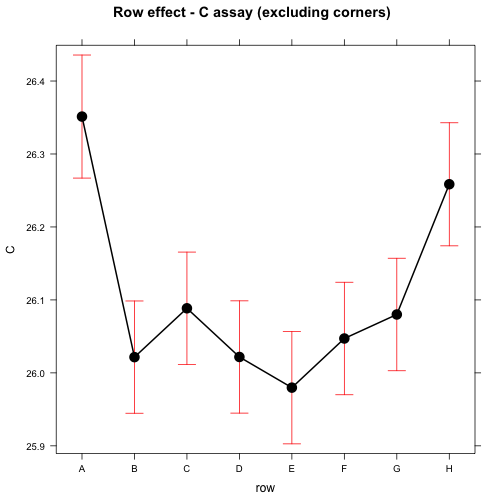 Row effect - C assay (excluding corners)
26.4
26.3
26.2
26.1
26.0
25.9
C
A B C D E F G H
row